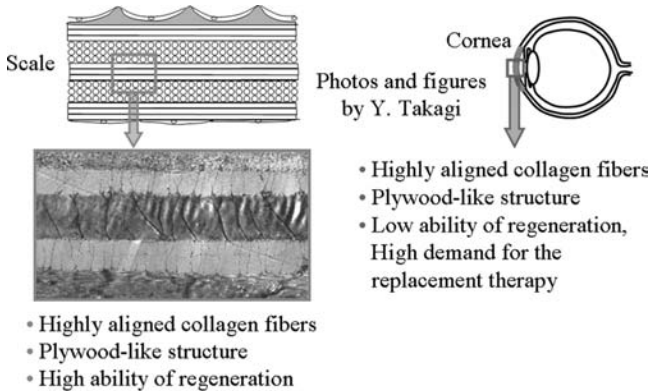 Scale
Cornea
Photos and figures
by Y. Takagi
• Highly aligned collagen fibers
• Plywood-like structure
• Low ability of regeneration,
High demand for the
replacement therapy
• Highly aligned collagen fibers
• Plywood-like structure
• High ability of regeneration